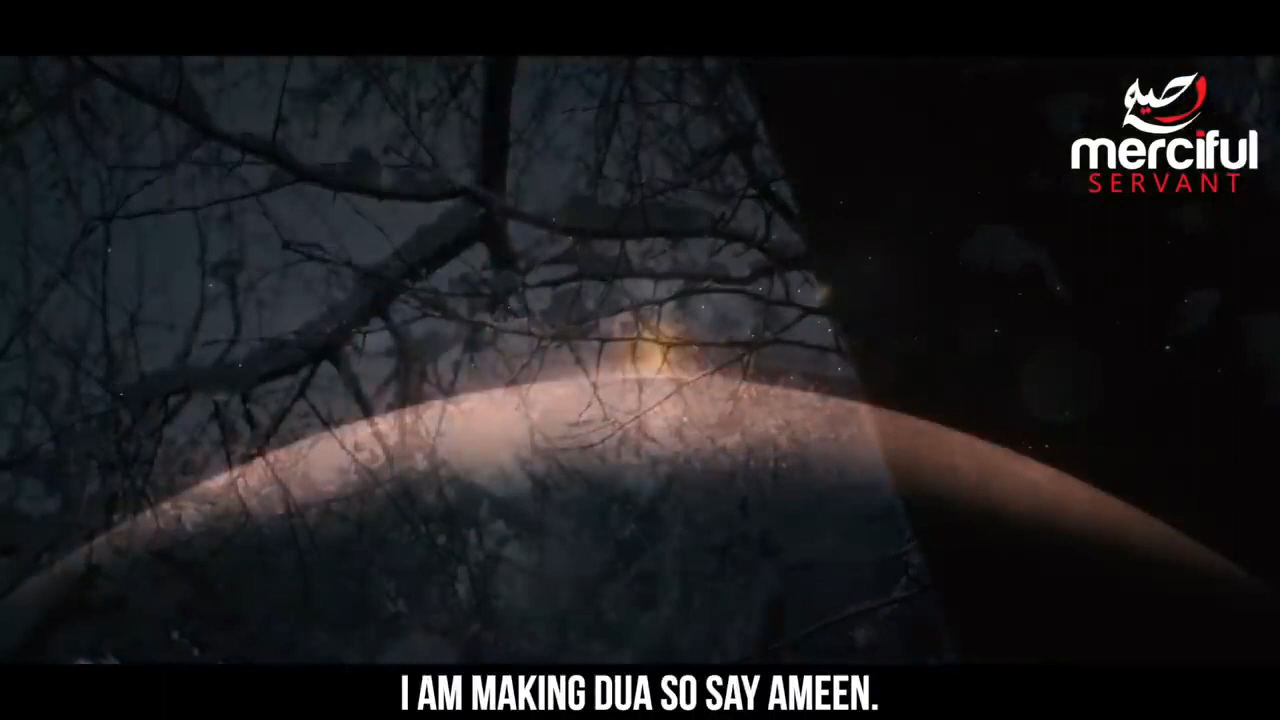 رحيم
merciful
SERVANT
I AM MAKING DUA SO SAY AMEEN.